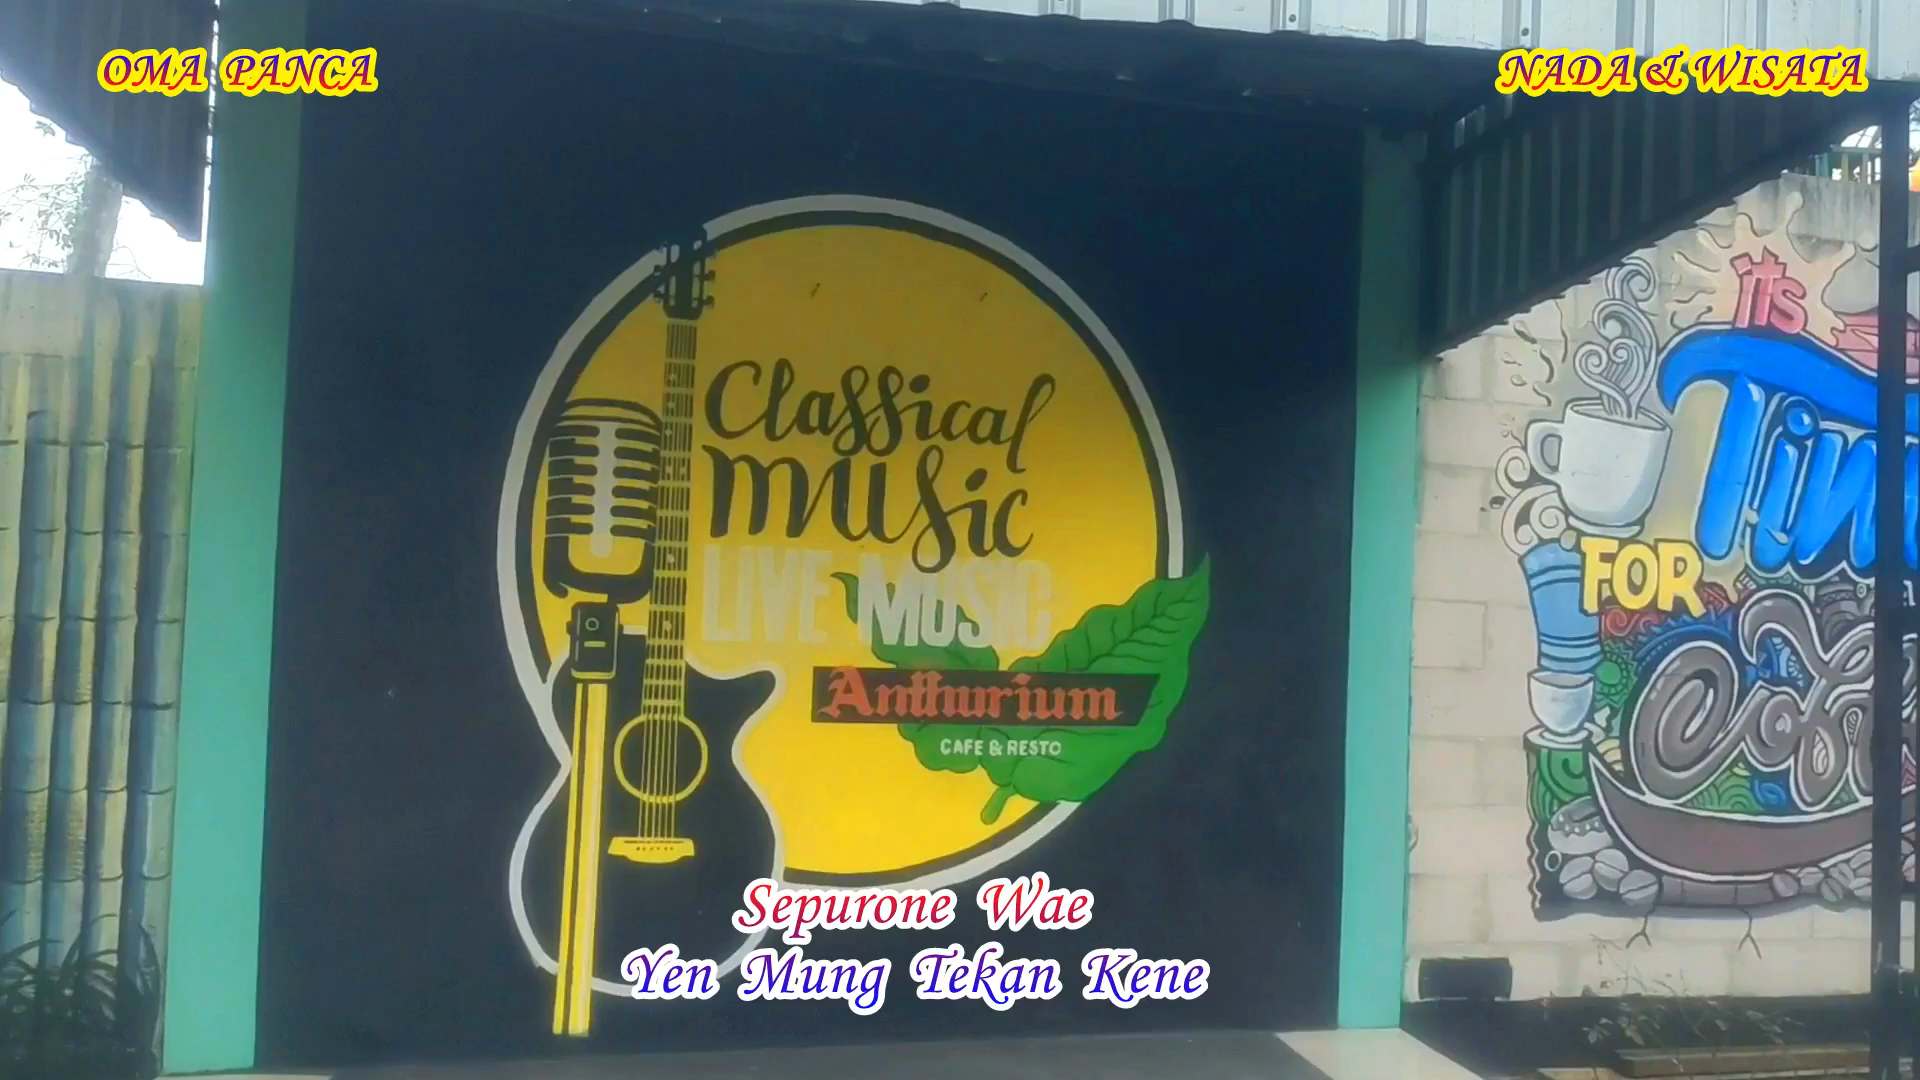 OMA PANCA
NADA & WISATA
Classical
music
LIVE MUSIC
Anthurium
CAFE & RESTO
its
FOR
Sepurone Wae
Yen Mung Tekan Kene